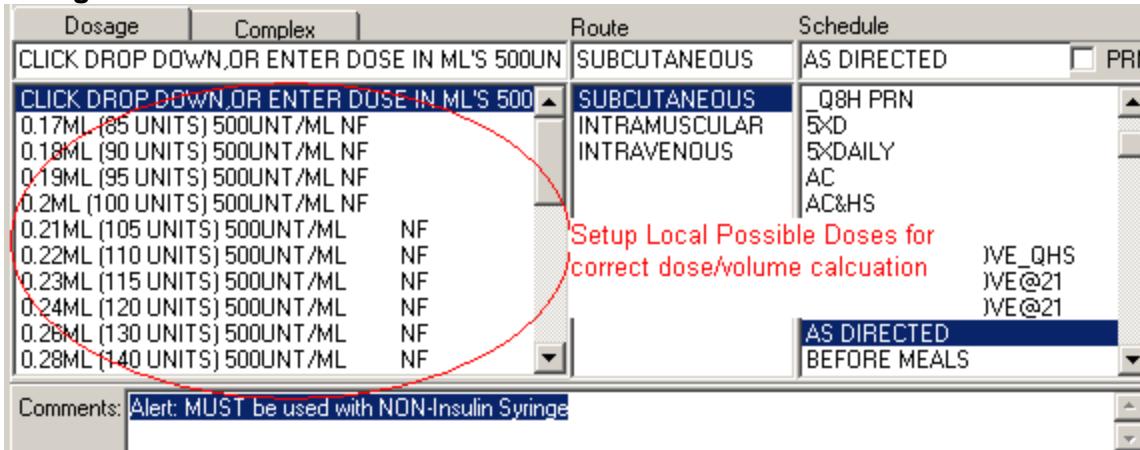 Dosage
Complex
Route
Schedule
CLICK DROP DOWN,OR ENTER DOSE IN ML'S 500UN
SUBCUTANEOUS
AS DIRECTED
PRI
CLICK DROP DOWN,OR ENTER DOSE IN ML'S 500
0.17ML (85 UNITS) 500UNT/ML NF
0.18ML (90 UNITS) 500UNT/ML NF
0.19ML (95 UNITS) 500UNT/ML NF
0.2ML (100 UNITS) 500UNT/ML NF
0.21ML (105 UNITS) 500UNT/ML NF
0.22ML (110 UNITS) 500UNT/ML NF
0.23ML (115 UNITS) 500UNT/ML NF
0.24ML (120 UNITS) 500UNT/ML NF
0.26ML (130 UNITS) 500UNT/ML NF
0.28ML (140 UNITS) 500UNT/ML NF
SUBCUTANEOUS
INTRAMUSCULAR
INTRAVENOUS
_Q8H PRN
5XD
5XDAILY
AC
AC&HS
Setup Local Possible Doses for
correct dose/volume calcuation
)VE_QHS
)VE@21
)VE@21
AS DIRECTED
BEFORE MEALS
Comments: Alert: MUST be used with NON-Insulin Syringe